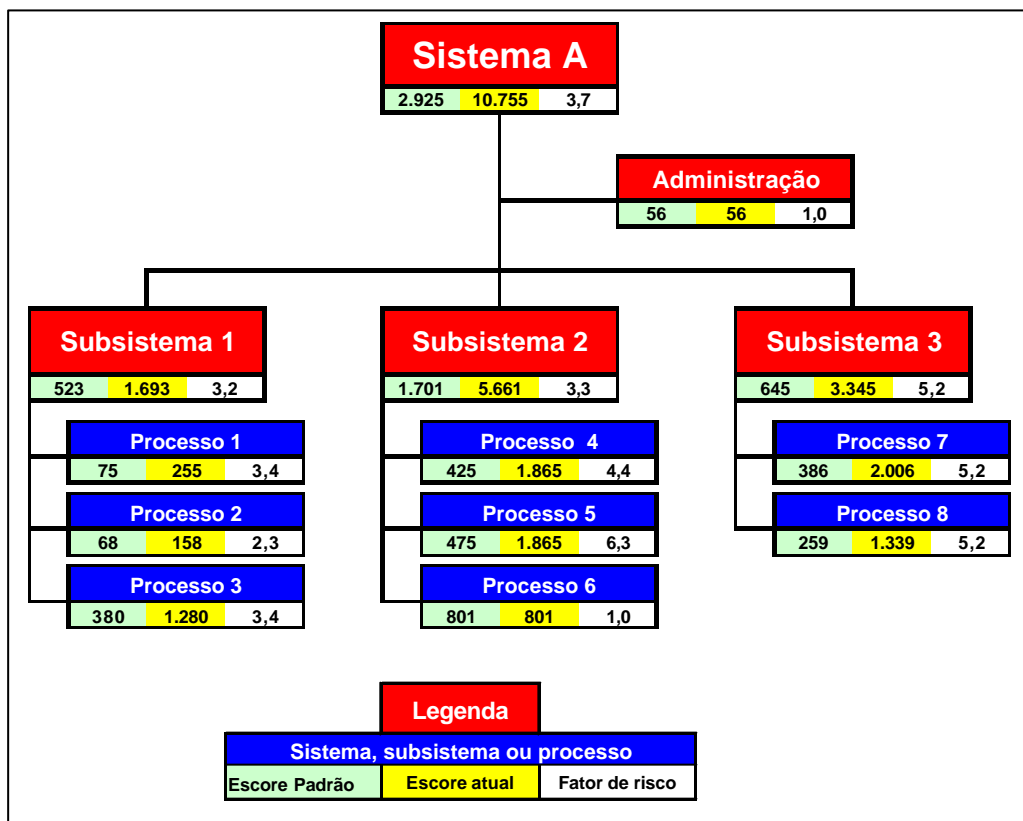 Sistema A
2.925 10.755 3,7
Administração
56 56 1,0
Subsistema 1 Subsistema 2 Subsistema 3
523 1.693 3,2 1.701 5.661 3,3 645 3.345 5,2
Processo 1 Processo 4 Processo 7
75 255 3,4 425 1.865 4,4 386 2.006 5,2
Processo 2 Processo 5 Processo 8
68 158 2,3 475 1.865 6,3 259 1.339 5,2
Processo 3 Processo 6
380 1.280 3,4 801 801 1,0
Legenda
Sistema, subsistema ou processo
Escore Padrão Escore atual Fator de risco